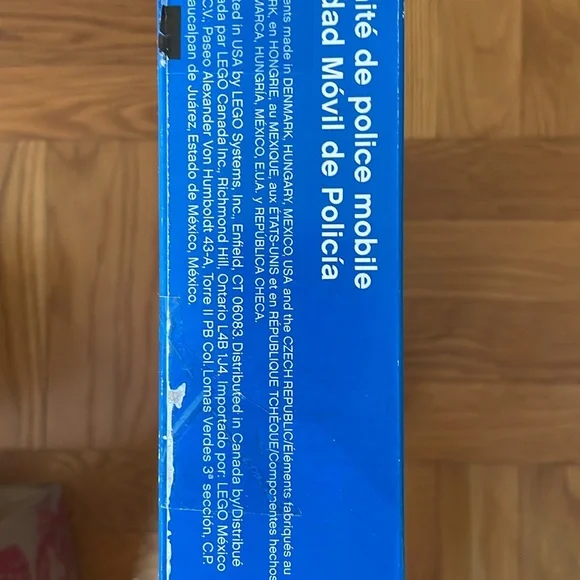 ité de police mobile
dad Móvil de Policía
ents made in DENMARK, HUNGARY, MEXICO, USA and the CZECH REPUBLIC/Éléments fabriqués au
RK, en HONGRIE, au MEXIQUE, aux ÉTATS-UNIS et en RÉPUBLIQUE TCHÈQUE/Componentes hechos
MARCA, HUNGRÍA, MÉXICO, E.U.A. y REPÚBLICA CHECA.
ted in USA by LEGO Systems, Inc., Enfield, CT 06083. Distributed in Canada by/Distribué
ada par LEGO Canada Inc., Richmond Hill, Ontario L4B 1J4. Importado por: LEGO México
C.V., Paseo Alexander Von Humboldt 43-A, Torre II PB Col. Lomas Verdes 3ª sección, C.P.
aucalpan de Juárez, Estado de México, México.